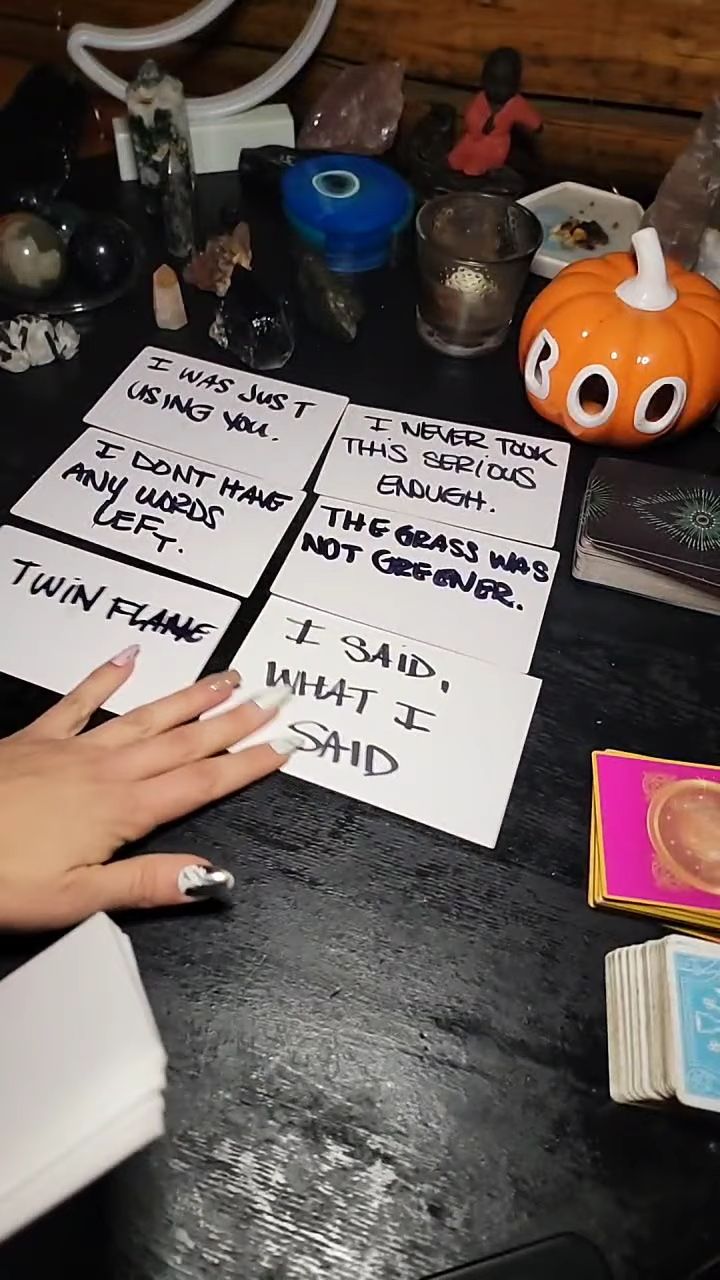 I WAS JUST
USING YOU.
I NEVER TOOK
THIS SERIOUS
ENOUGH.
I DONT HAVE
ANY WORDS
LEFT.
THE GRASS WAS
NOT GREENER.
TWIN FLAME
I SAID,
WHAT I
SAID
BOO